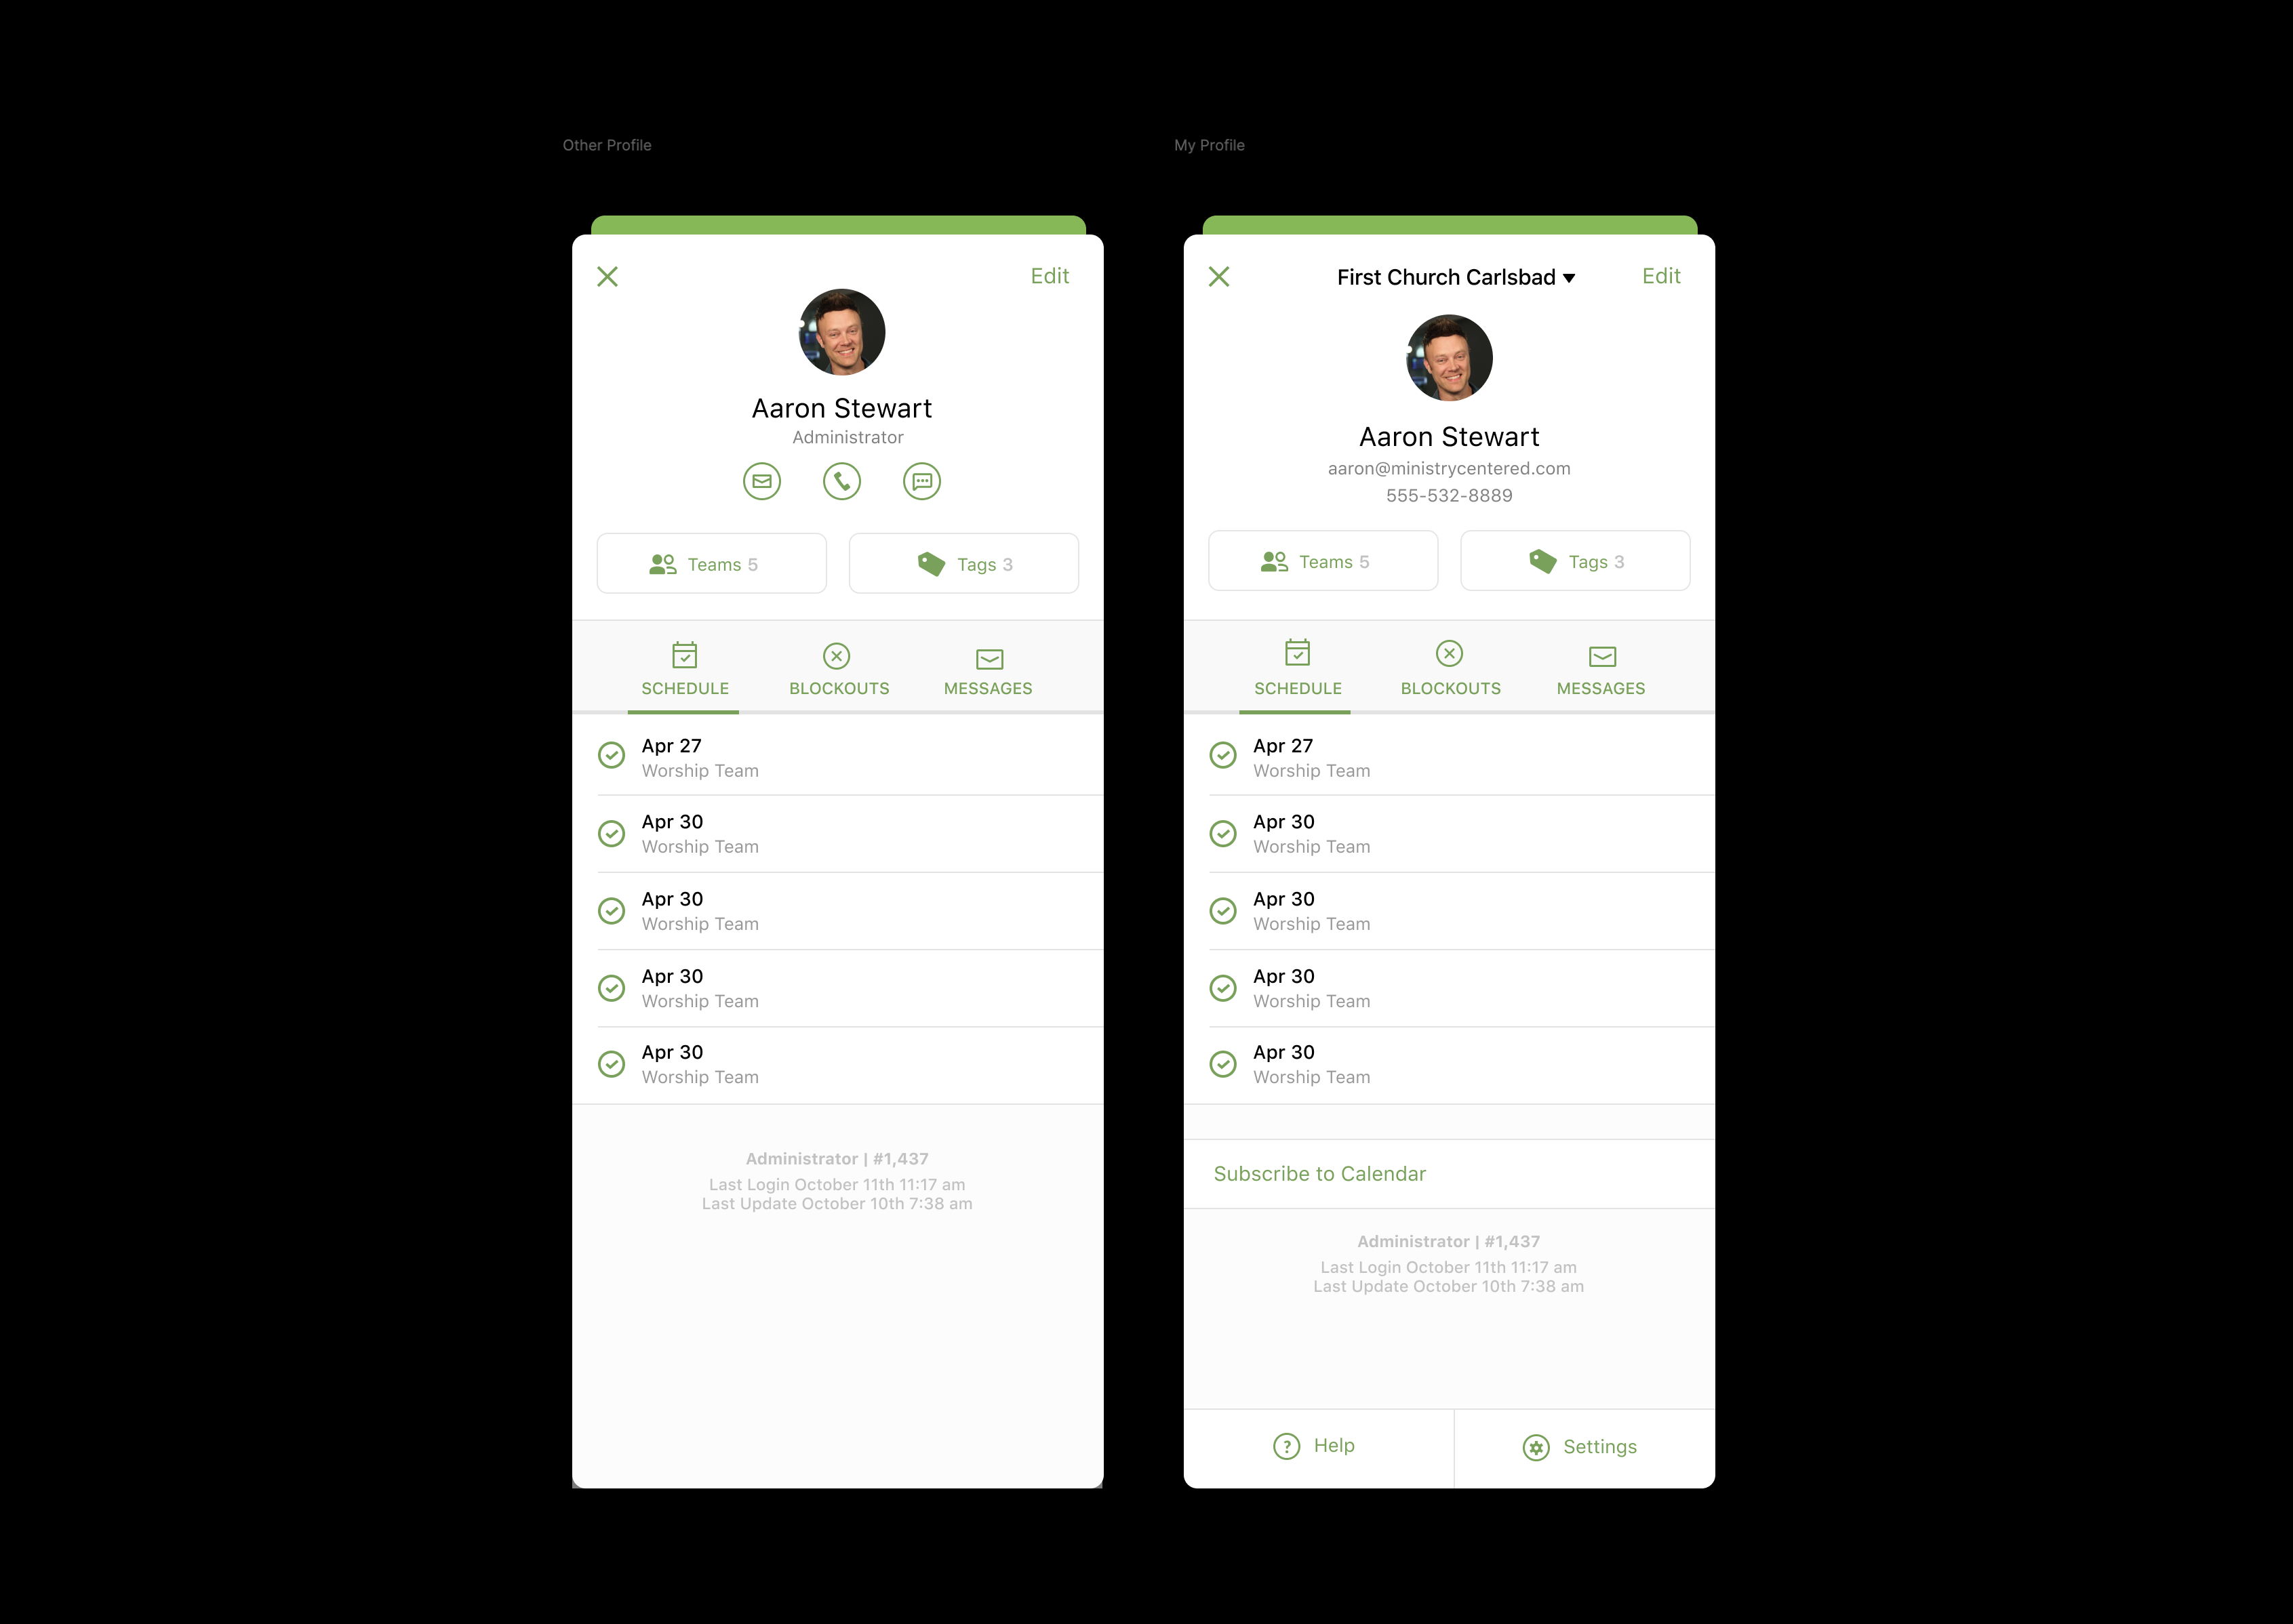 Other Profile
Edit
Aaron Stewart
Administrator
Teams 5
Tags 3
SCHEDULE
BLOCKOUTS
MESSAGES
Apr 27
Worship Team
Apr 30
Worship Team
Apr 30
Worship Team
Apr 30
Worship Team
Apr 30
Worship Team
Administrator | #1,437
Last Login October 11th 11:17 am
Last Update October 10th 7:38 am
My Profile
First Church Carlsbad
Edit
Aaron Stewart
aaron@ministrycentered.com
555-532-8889
Teams 5
Tags 3
SCHEDULE
BLOCKOUTS
MESSAGES
Apr 27
Worship Team
Apr 30
Worship Team
Apr 30
Worship Team
Apr 30
Worship Team
Apr 30
Worship Team
Subscribe to Calendar
Administrator | #1,437
Last Login October 11th 11:17 am
Last Update October 10th 7:38 am
Help
Settings